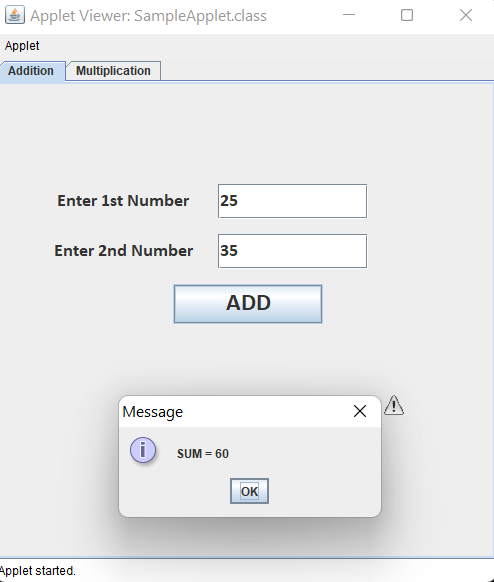 Applet Viewer: SampleApplet.class
Applet
Addition Multiplication
Enter 1st Number 25
Enter 2nd Number 35
ADD
Message
SUM = 60
OK
Applet started.